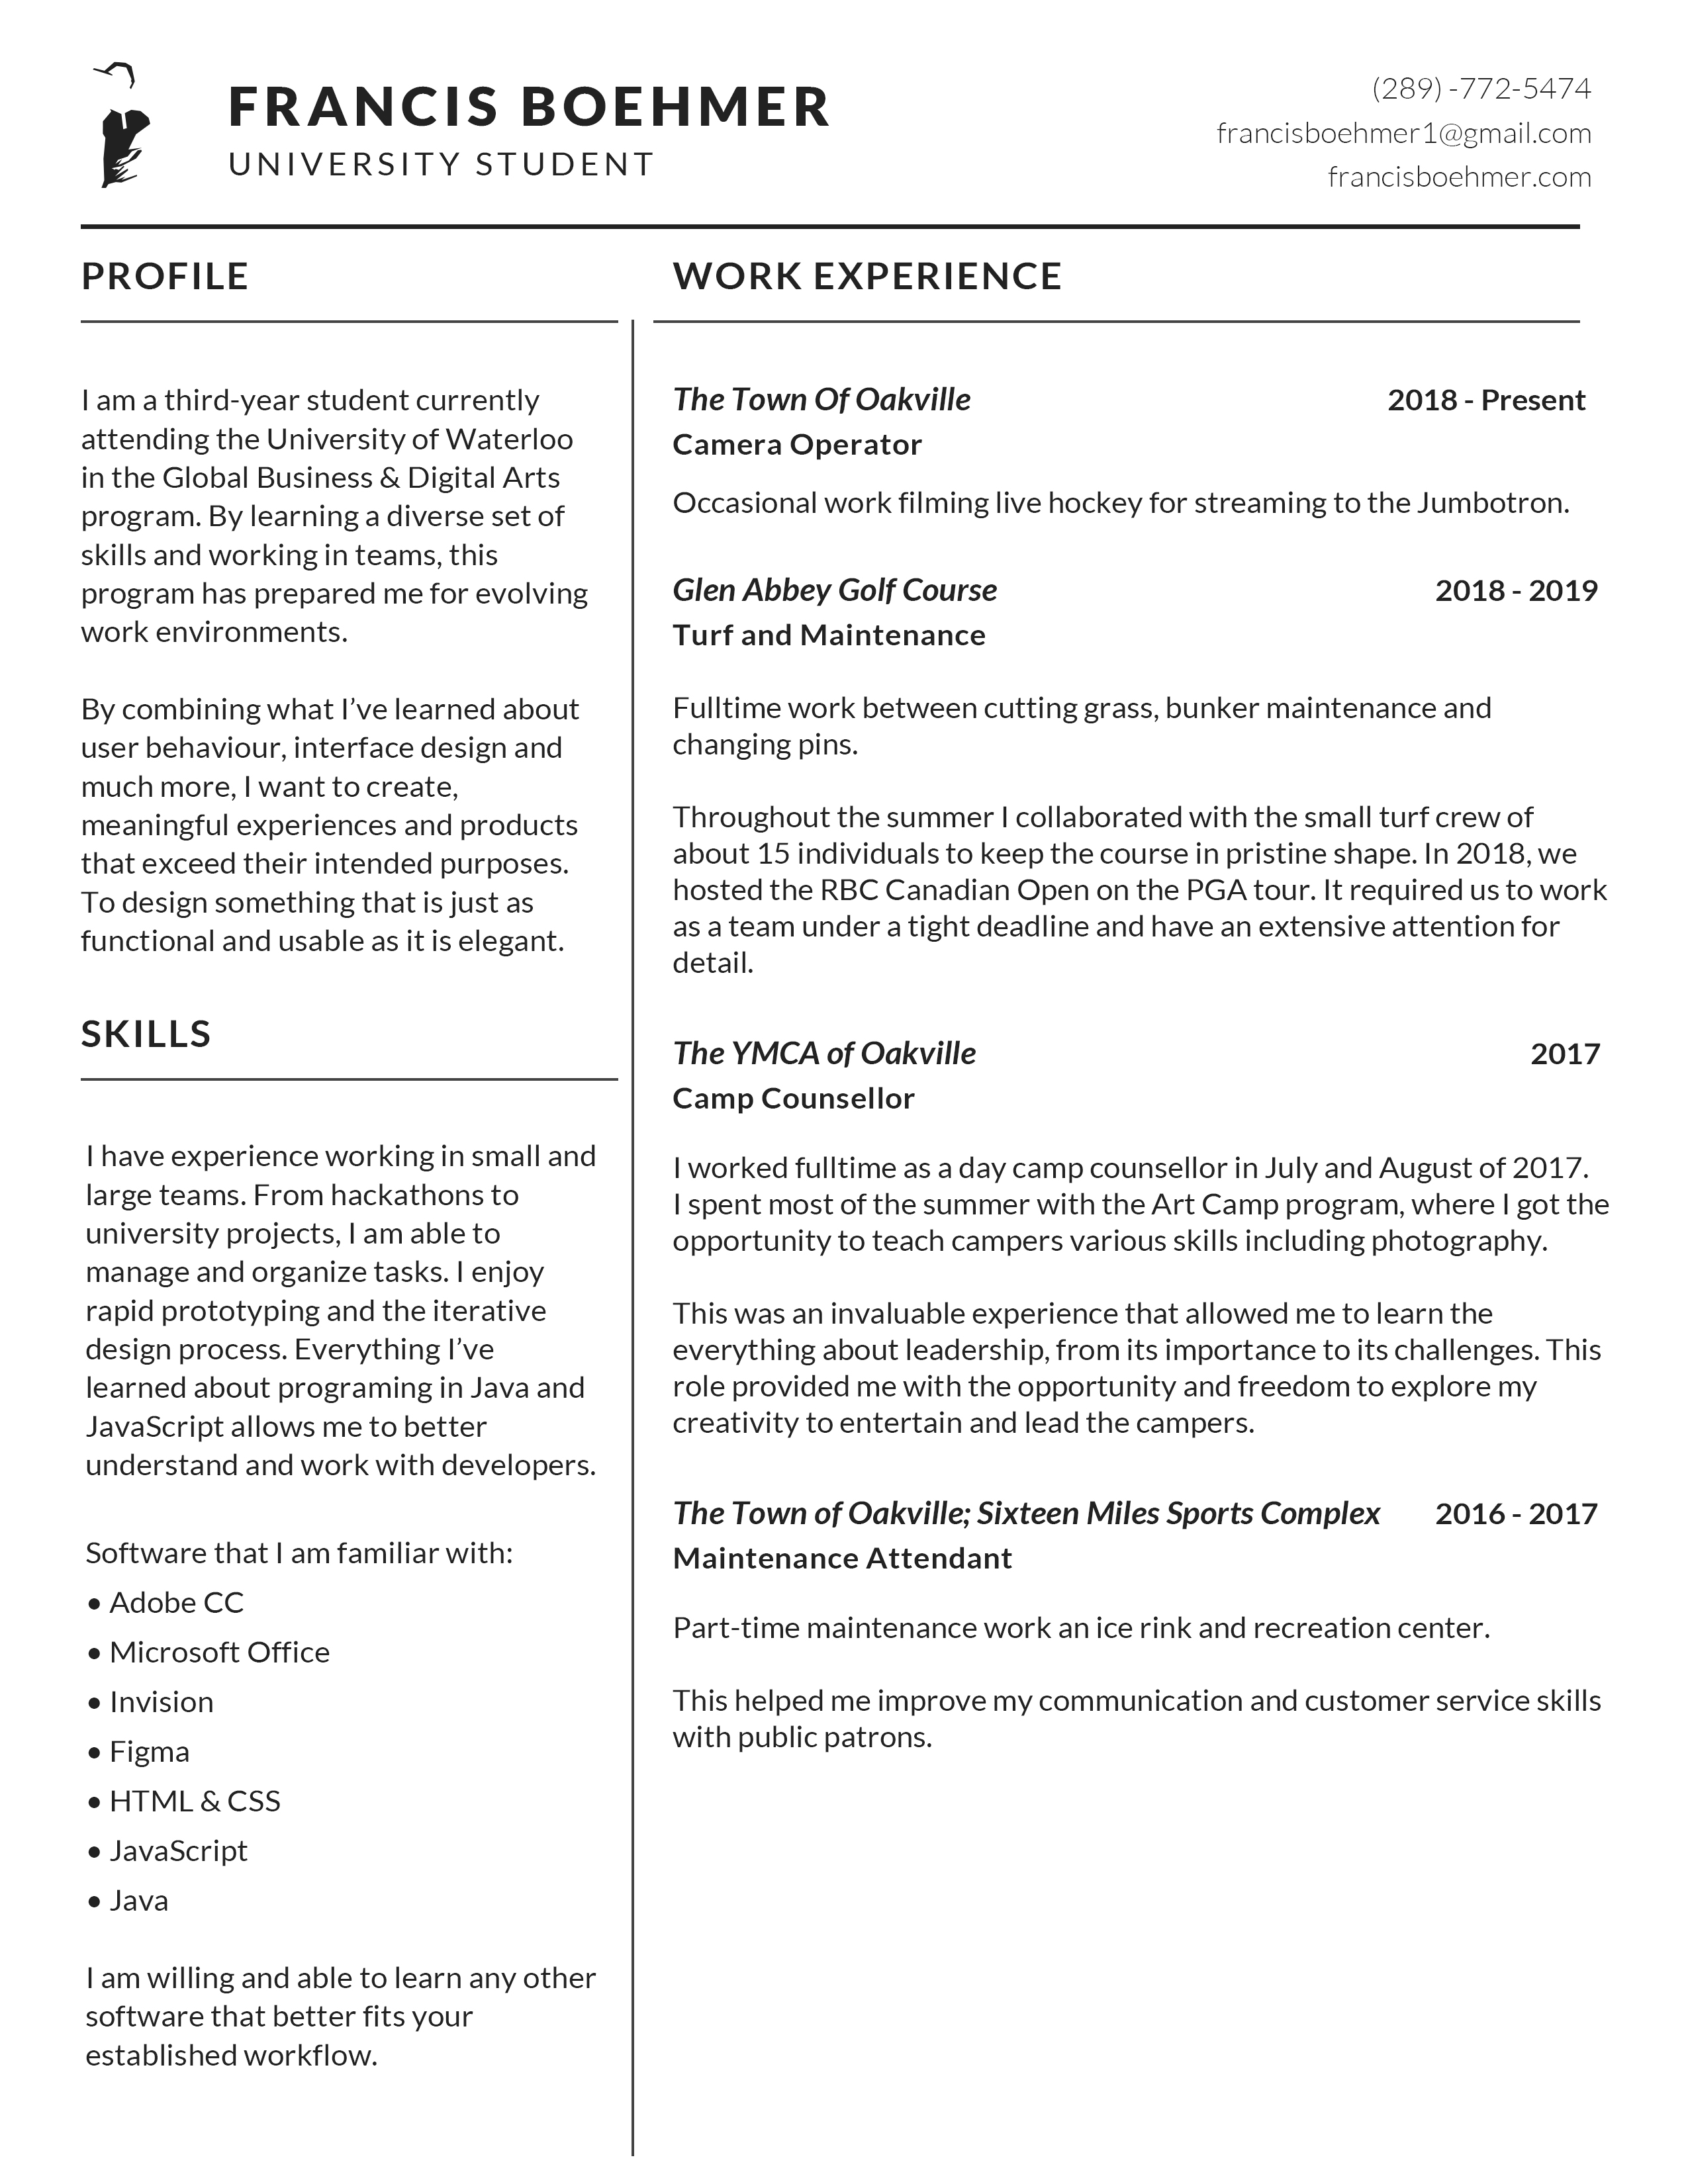 FRANCIS BOEHMER
UNIVERSITY STUDENT
(289) -772-5474
francisboehmer1@gmail.com
francisboehmer.com
PROFILE
I am a third-year student currently
attending the University of Waterloo
in the Global Business & Digital Arts
program. By learning a diverse set of
skills and working in teams, this
program has prepared me for evolving
work environments.
By combining what I’ve learned about
user behaviour, interface design and
much more, I want to create,
meaningful experiences and products
that exceed their intended purposes.
To design something that is just as
functional and usable as it is elegant.
SKILLS
I have experience working in small and
large teams. From hackathons to
university projects, I am able to
manage and organize tasks. I enjoy
rapid prototyping and the iterative
design process. Everything I’ve
learned about programing in Java and
JavaScript allows me to better
understand and work with developers.
Software that I am familiar with:
• Adobe CC
• Microsoft Office
• Invision
• Figma
• HTML & CSS
• JavaScript
• Java
I am willing and able to learn any other
software that better fits your
established workflow.
WORK EXPERIENCE
The Town Of Oakville 2018 - Present
Camera Operator
Occasional work filming live hockey for streaming to the Jumbotron.
Glen Abbey Golf Course 2018 - 2019
Turf and Maintenance
Fulltime work between cutting grass, bunker maintenance and
changing pins.
Throughout the summer I collaborated with the small turf crew of
about 15 individuals to keep the course in pristine shape. In 2018, we
hosted the RBC Canadian Open on the PGA tour. It required us to work
as a team under a tight deadline and have an extensive attention for
detail.
The YMCA of Oakville 2017
Camp Counsellor
I worked fulltime as a day camp counsellor in July and August of 2017.
I spent most of the summer with the Art Camp program, where I got the
opportunity to teach campers various skills including photography.
This was an invaluable experience that allowed me to learn the
everything about leadership, from its importance to its challenges. This
role provided me with the opportunity and freedom to explore my
creativity to entertain and lead the campers.
The Town of Oakville; Sixteen Miles Sports Complex 2016 - 2017
Maintenance Attendant
Part-time maintenance work an ice rink and recreation center.
This helped me improve my communication and customer service skills
with public patrons.